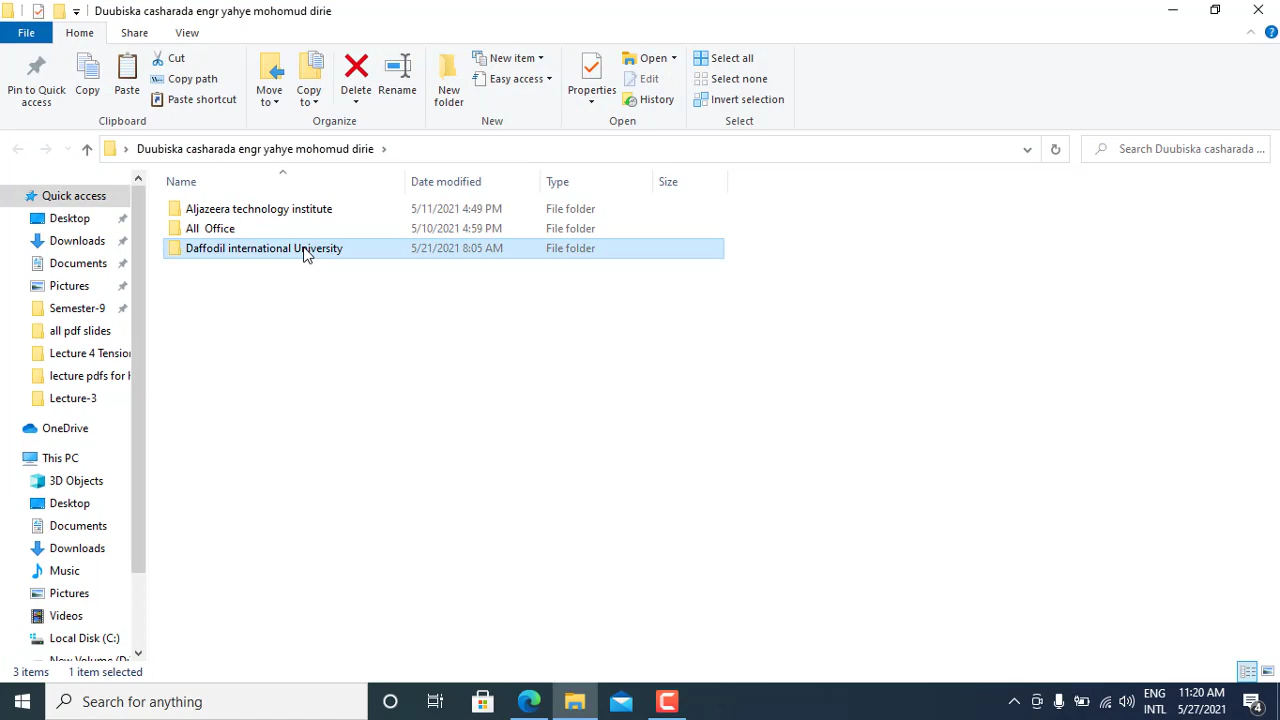 Duubiska casharada engr yahye mohomud dirie
File Home Share View
Pin to Quick access
Copy
Paste
Cut
Copy path
Paste shortcut
Clipboard
Move to
Copy to
Delete
Rename
Organize
New folder
New item
Easy access
New
Properties
Open
Edit
History
Open
Select all
Select none
Invert selection
Select
Duubiska casharada engr yahye mohomud dirie
Search Duubiska casharada ...
Name Date modified Type Size
Aljazeera technology institute 5/11/2021 4:49 PM File folder
All Office 5/10/2021 4:59 PM File folder
Daffodil international University 5/21/2021 8:05 AM File folder
Quick access
Desktop
Downloads
Documents
Pictures
Semester-9
all pdf slides
Lecture 4 Tensio
lecture pdfs for
Lecture-3
OneDrive
This PC
3D Objects
Desktop
Documents
Downloads
Music
Pictures
Videos
Local Disk (C:)
New Volume (D:
3 items 1 item selected
Search for anything
ENG
INTL
11:20 AM
5/27/2021
4